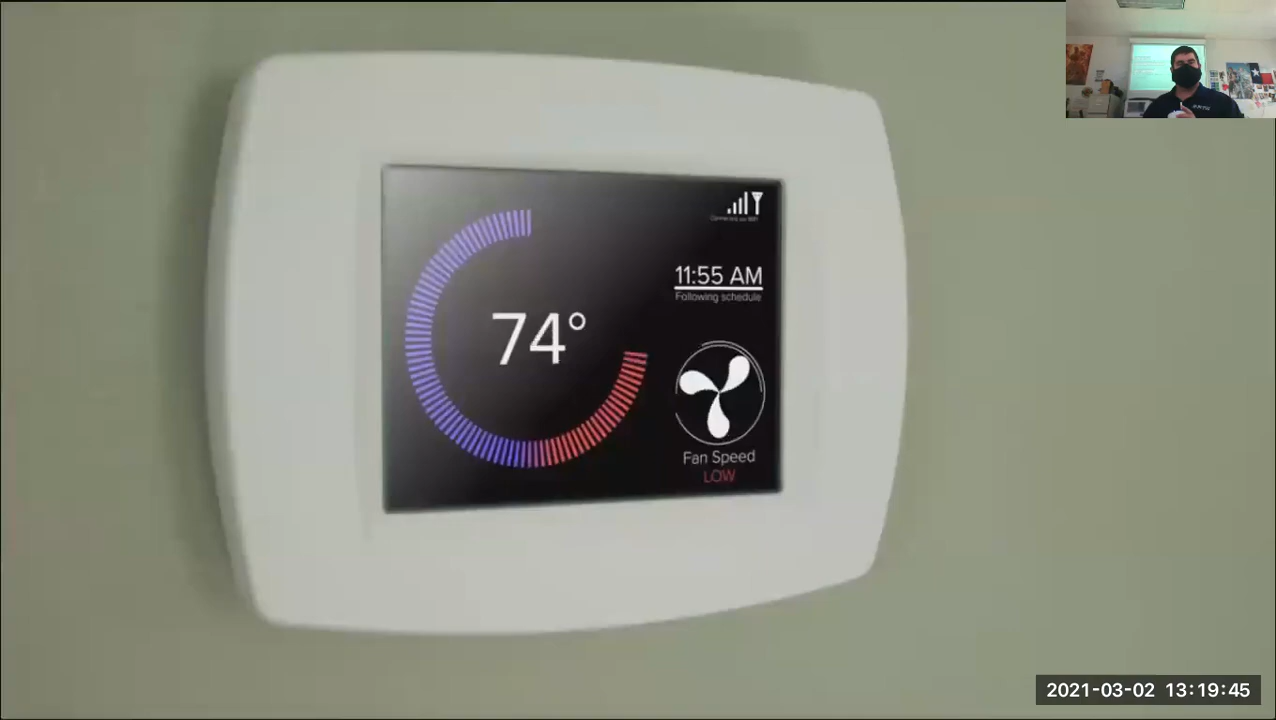 11:55 AM
Following schedule
74°
Fan Speed
LOW
2021-03-02 13:19:45